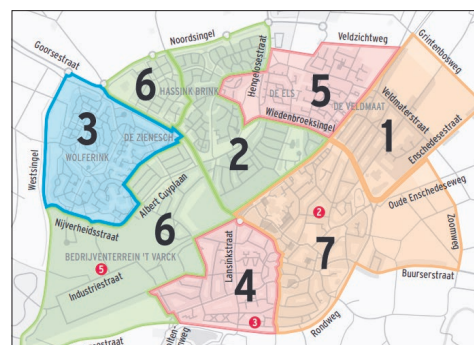 Noordsingel
Veldzichtweg
Grintenbosweg
Goorsestraat
6
HASSINK BRINK
Hengelosestraat
DE ELS
5
DE VELDMAAT
Veldmaterstraat
1
Enschedesestraat
3
DE ZIENESCH
WOLFERINK
Wiedenbroeksingel
2
Westsingel
Albert Cuyplaan
Oude Enschedeseweg
2
Nijverheidsstraat
6
7
Zoomweg
BEDRIJVENTERREIN 'T VARCK
5
Lansinkstraat
Buurserstraat
Industriestraat
4
3
Rondweg